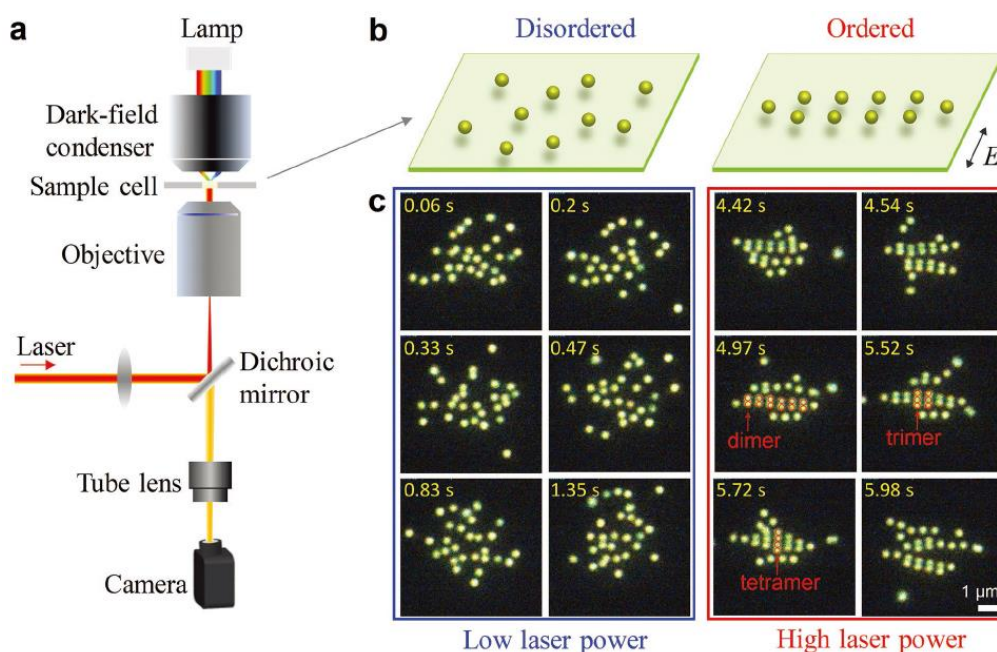 a
Lamp
Dark-field
condenser
Sample cell
Objective
Laser
Dichroic
mirror
Tube lens
Camera
b
Disordered
Ordered
E
c
0.06 s
0.2 s
4.42 s
4.54 s
0.33 s
0.47 s
4.97 s
5.52 s
dimer
trimer
0.83 s
1.35 s
5.72 s
5.98 s
tetramer
1 μm
Low laser power
High laser power